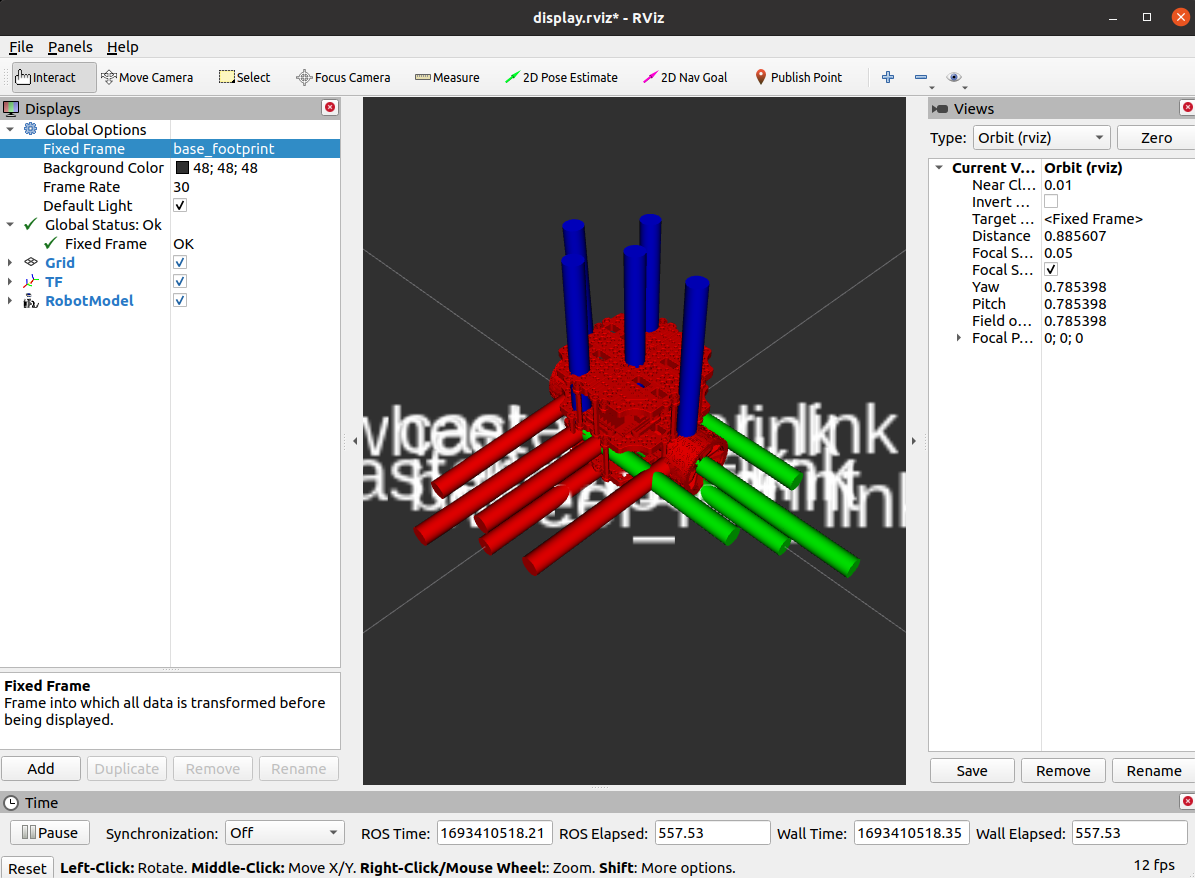 display.rviz* - RViz
File Panels Help
Interact Move Camera Select Focus Camera Measure 2D Pose Estimate 2D Nav Goal Publish Point
Displays
Global Options
Fixed Frame base_footprint
Background Color 48; 48; 48
Frame Rate 30
Default Light
Global Status: Ok
Fixed Frame OK
Grid
TF
RobotModel
Fixed Frame
Frame into which all data is transformed before
being displayed.
Add Duplicate Remove Rename
link
link
link
Views
Type: Orbit (rviz) Zero
Current V... Orbit (rviz)
Near Cl... 0.01
Invert ...
Target ... <Fixed Frame>
Distance 0.885607
Focal S... 0.05
Focal S...
Yaw 0.785398
Pitch 0.785398
Field o... 0.785398
Focal P... 0; 0; 0
Save Remove Rename
Time
Pause Synchronization: Off ROS Time: 1693410518.21 ROS Elapsed: 557.53 Wall Time: 1693410518.35 Wall Elapsed: 557.53
Reset Left-Click: Rotate. Middle-Click: Move X/Y. Right-Click/Mouse Wheel:: Zoom. Shift: More options. 12 fps